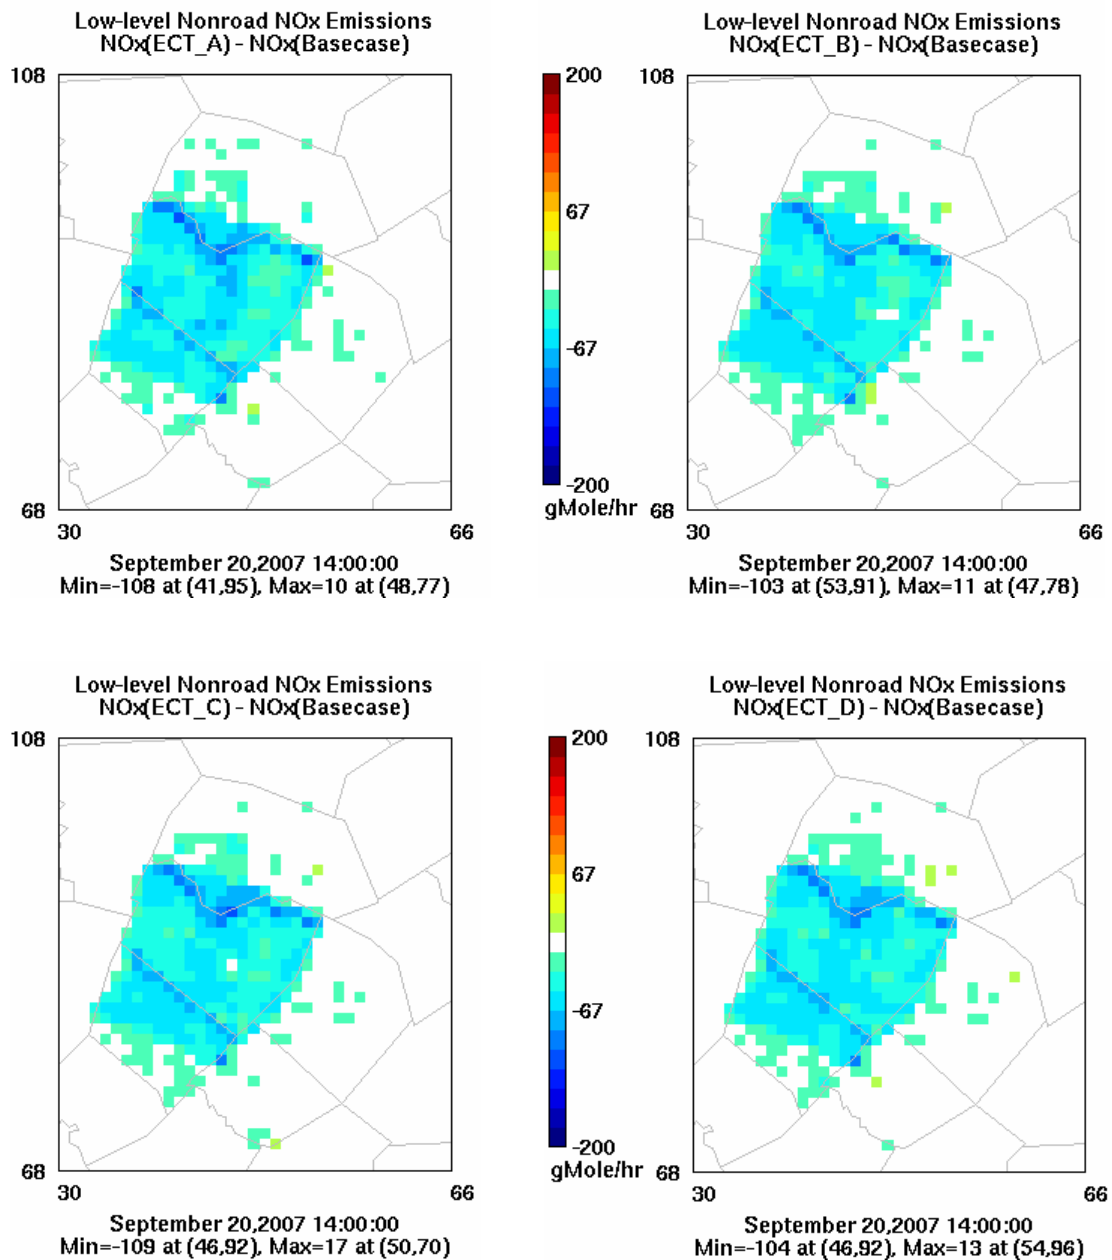 Low-level Nonroad NOx Emissions
NOx(ECT_A) - NOx(Basecase)
108
68
30
66
September 20,2007 14:00:00
Min=-108 at (41,95), Max=10 at (48,77)
200
67
-67
-200
gMole/hr
Low-level Nonroad NOx Emissions
NOx(ECT_B) - NOx(Basecase)
108
68
30
66
September 20,2007 14:00:00
Min=-103 at (53,91), Max=11 at (47,78)
Low-level Nonroad NOx Emissions
NOx(ECT_C) - NOx(Basecase)
108
68
30
66
September 20,2007 14:00:00
Min=-109 at (46,92), Max=17 at (50,70)
200
67
-67
-200
gMole/hr
Low-level Nonroad NOx Emissions
NOx(ECT_D) - NOx(Basecase)
108
68
30
66
September 20,2007 14:00:00
Min=-104 at (46,92), Max=13 at (54,96)